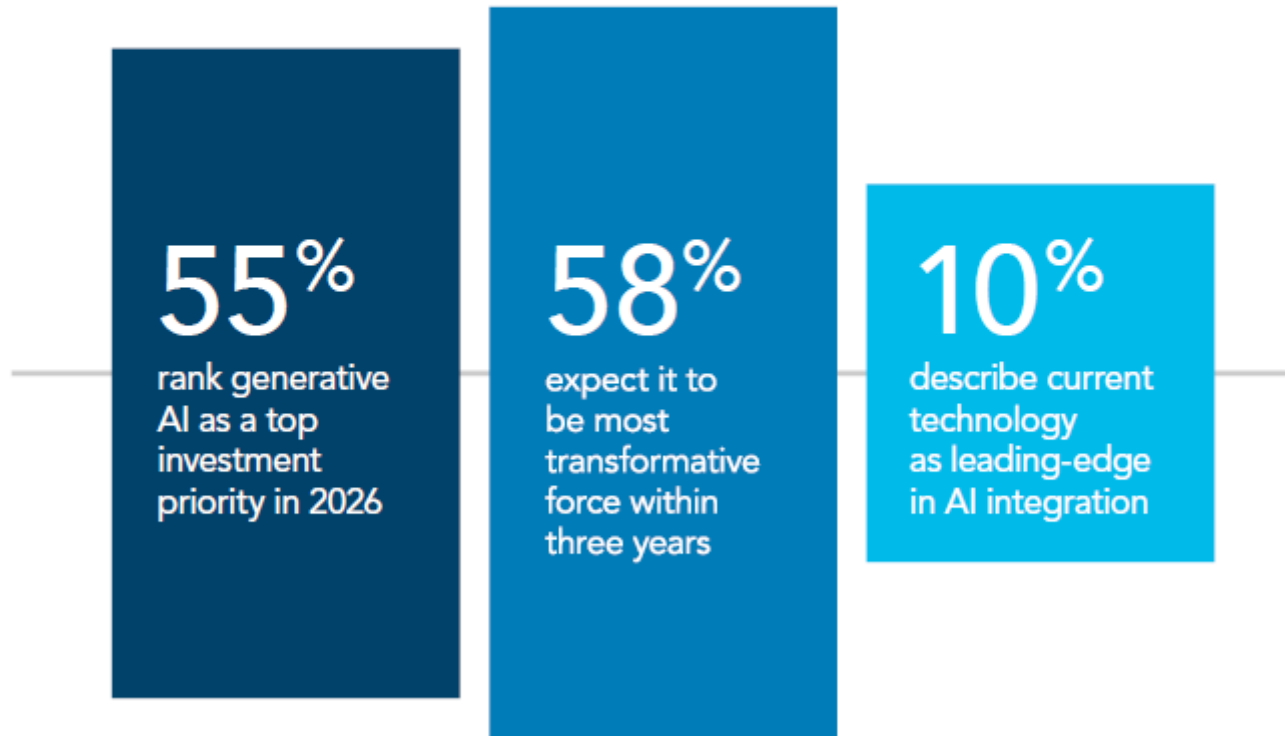 55%
rank generative
AI as a top
investment
priority in 2026
58%
expect it to
be most
transformative
force within
three years
10%
describe current
technology
as leading-edge
in AI integration